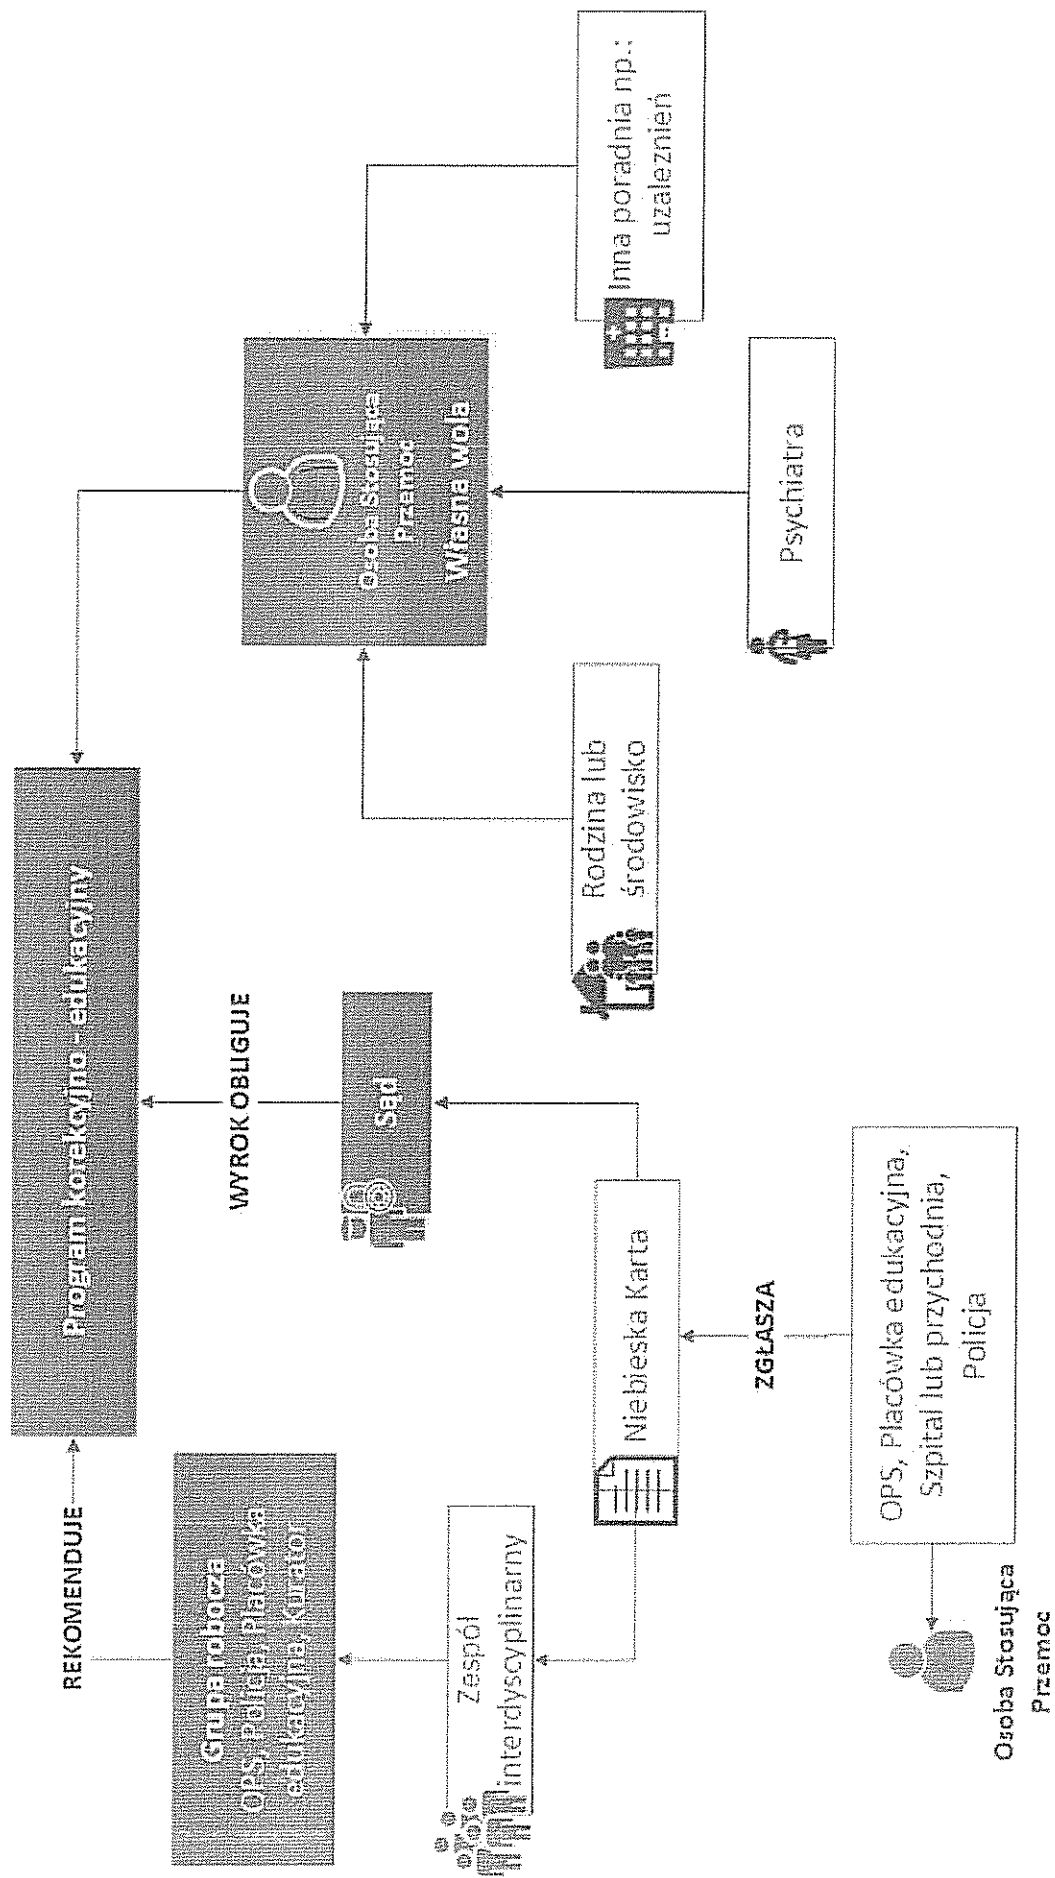 Program korekcyjno - edukacyjny
REKOMENDUJE
WYROK OBLIGUJE
Grupa robocza
OPS, Policja, Placówka
edukacyjna, kurator
Sąd
Osoba Stosująca
Przemoc
Własna wola
Zespół
interdyscyplinarny
Niebieska Karta
Rodzina lub
środowisko
Inna poradnia np.:
uzaleznień
Psychiatra
ZGŁASZA
OPS, Placówka edukacyjna,
Szpital lub przychodnia,
Policja
Osoba Stosująca
Przemoc